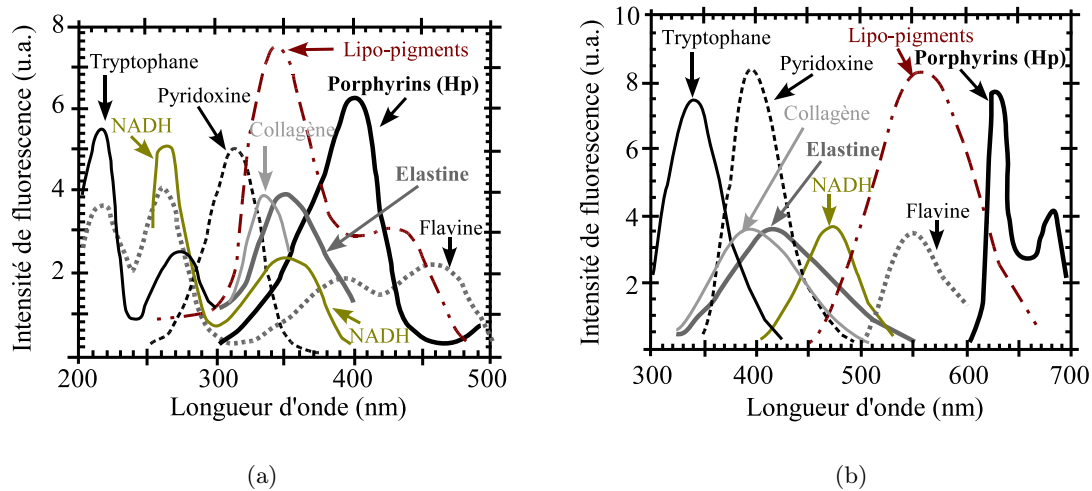 Intensité de fluorescence (u.a.)
8
6
4
2
0
200
300
400
500
Longueur d'onde (nm)
Tryptophane
NADH
Pyridoxine
Collagène
Lipo-pigments
Porphyrins (Hp)
Elastine
Flavine
NADH
(a)
Intensité de fluorescence (u.a.)
10
8
6
4
2
300
400
500
600
700
Longueur d'onde (nm)
Tryptophane
Pyridoxine
Collagène
Elastine
NADH
Lipo-pigments
Porphyrins (Hp)
Flavine
(b)